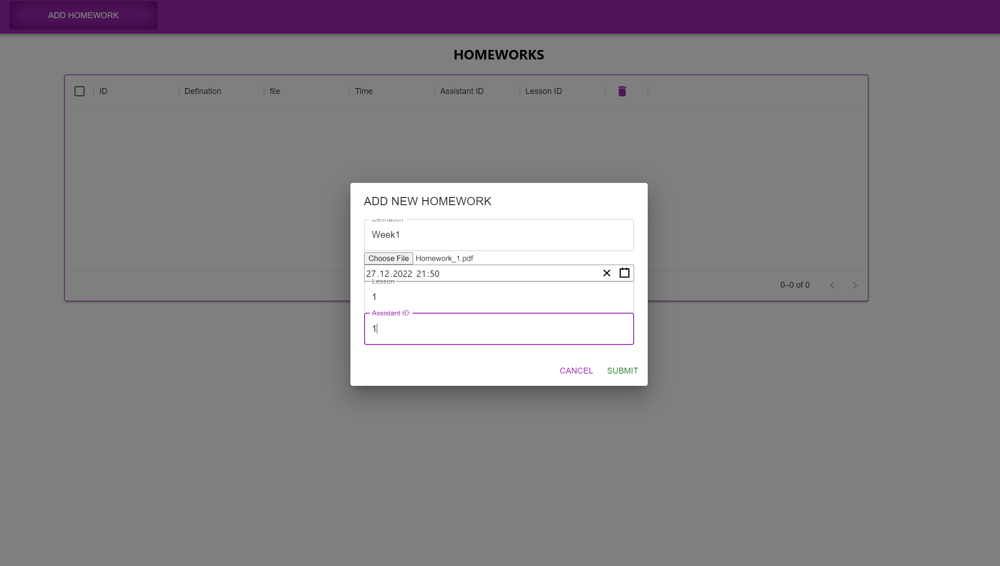 ADD HOMEWORK
HOMEWORKS
ID Defination file Time Assistant ID Lesson ID
ADD NEW HOMEWORK
Defination
Week1
Choose File Homework_1.pdf
27.12.2022 21:50
Lesson
1
0–0 of 0
Assistant ID
1
CANCEL SUBMIT